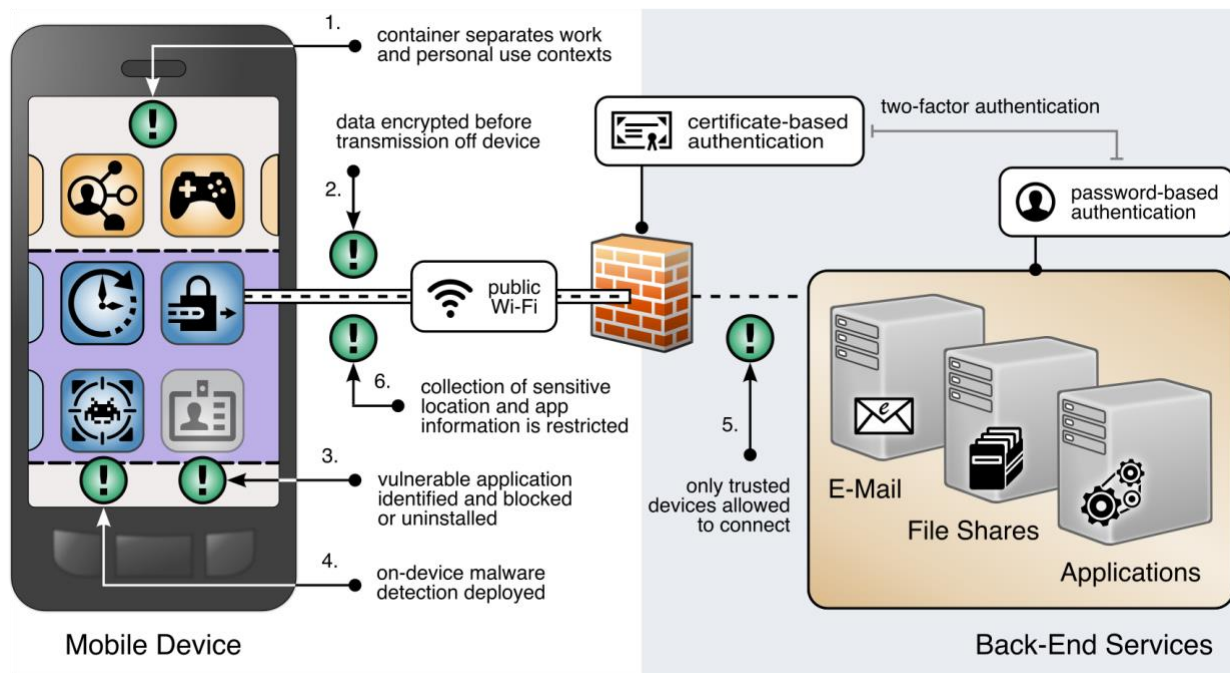 1.
container separates work
and personal use contexts
data encrypted before
transmission off device
2.
certificate-based
authentication
two-factor authentication
password-based
authentication
public
Wi-Fi
6.
collection of sensitive
location and app
information is restricted
5.
only trusted
devices allowed
to connect
3.
vulnerable application
identified and blocked
or uninstalled
4.
on-device malware
detection deployed
e
E-Mail
File Shares
Applications
Mobile Device
Back-End Services
!
!
!
!
!
!